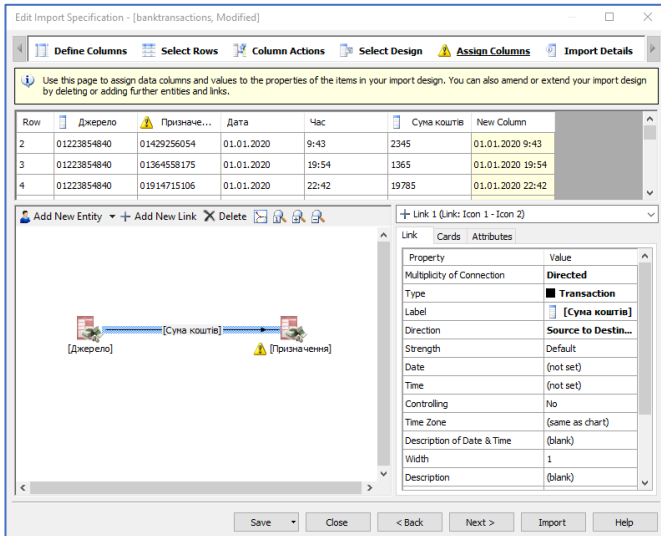 Edit Import Specification - [banktransactions, Modified]
Define Columns Select Rows Column Actions Select Design Assign Columns Import Details
Use this page to assign data columns and values to the properties of the items in your import design. You can also amend or extend your import design
by deleting or adding further entities and links.
Row Джерело Призначе... Дата Час Сума коштів New Column
2 01223854840 01429256054 01.01.2020 9:43 2345 01.01.2020 9:43
3 01223854840 01364558175 01.01.2020 19:54 1365 01.01.2020 19:54
4 01223854840 01914715106 01.01.2020 22:42 19785 01.01.2020 22:42
Add New Entity Add New Link Delete
Link 1 (Link: Icon 1 - Icon 2)
Link Cards Attributes
Property Value
Multiplicity of Connection Directed
Type Transaction
Label [Сума коштів]
Direction Source to Destin...
Strength Default
Date (not set)
Time (not set)
Controlling No
Time Zone (same as chart)
Description of Date & Time (blank)
Width 1
Description (blank)
[Сума коштів]
[Джерело] [Призначення]
Save Close < Back Next > Import Help